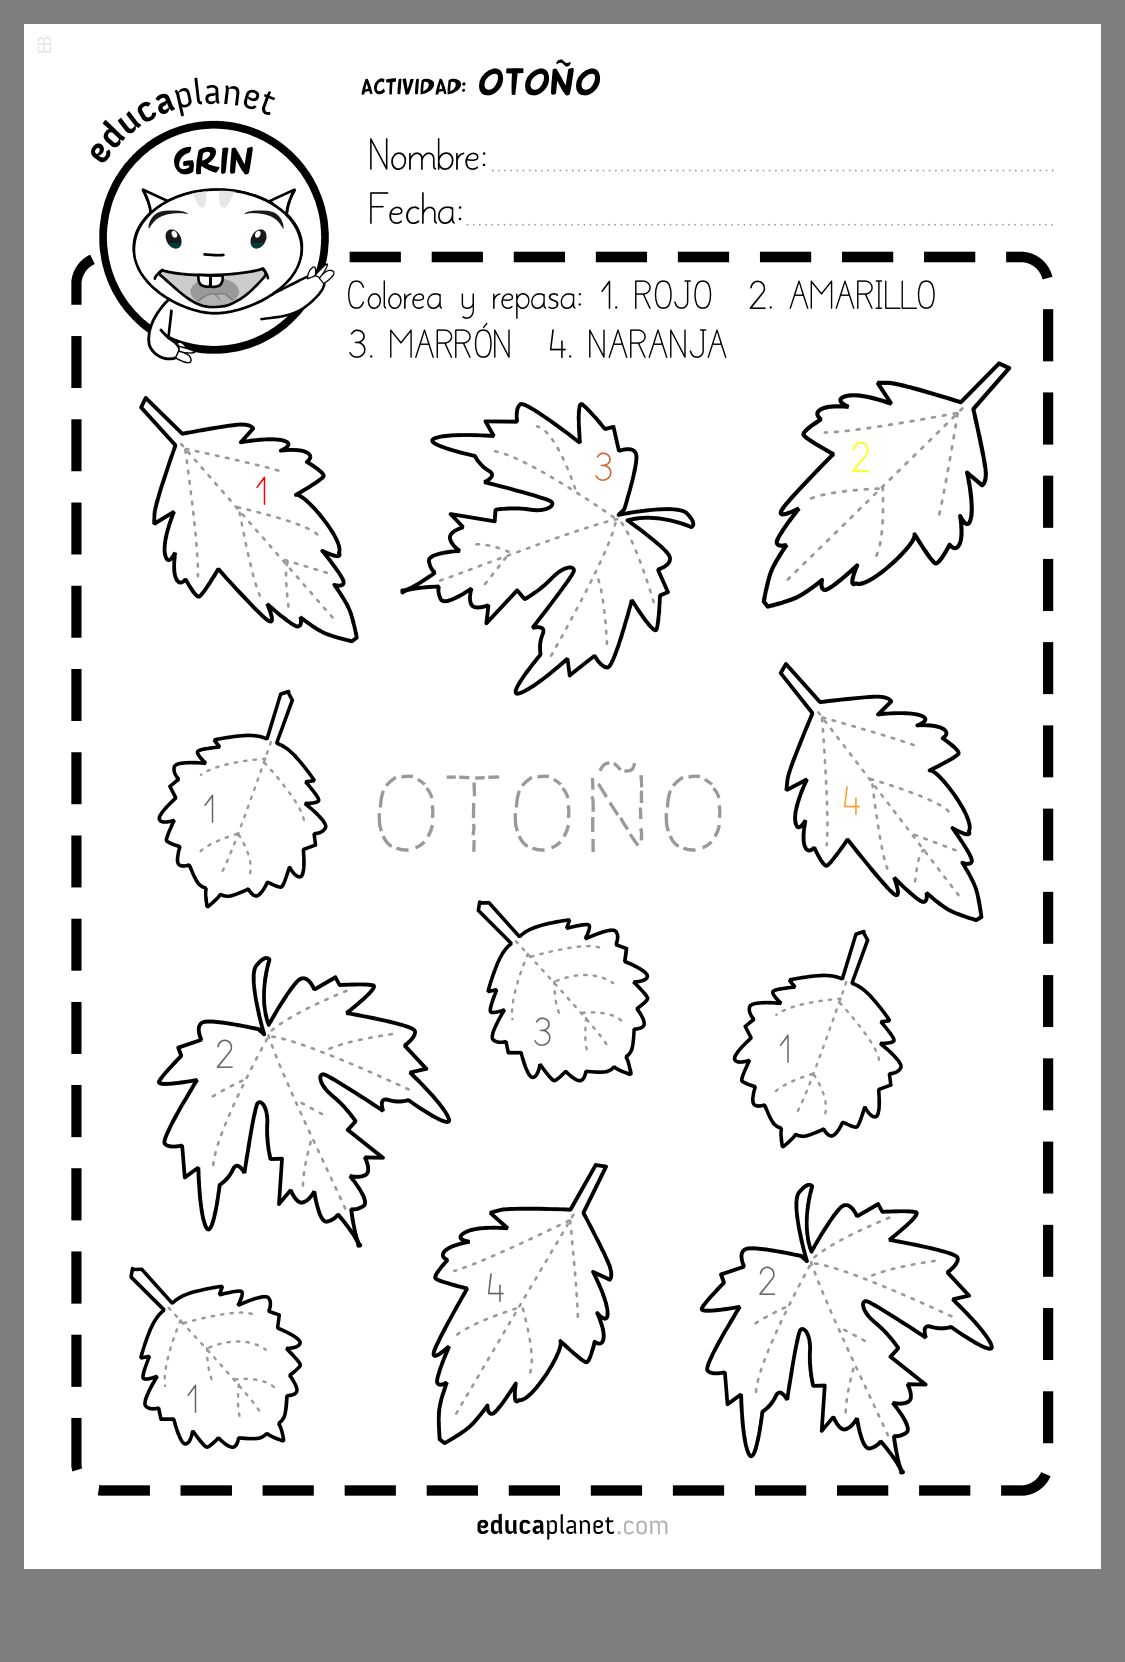 educaplanet
GRIN
ACTIVIDAD: OTOÑO
Nombre:
Fecha:
Colorea y repasa: 1. ROJO 2. AMARILLO
3. MARRÓN 4. NARANJA
1
3
2
1
OTOÑO
4
2
3
1
1
4
2
educaplanet.com